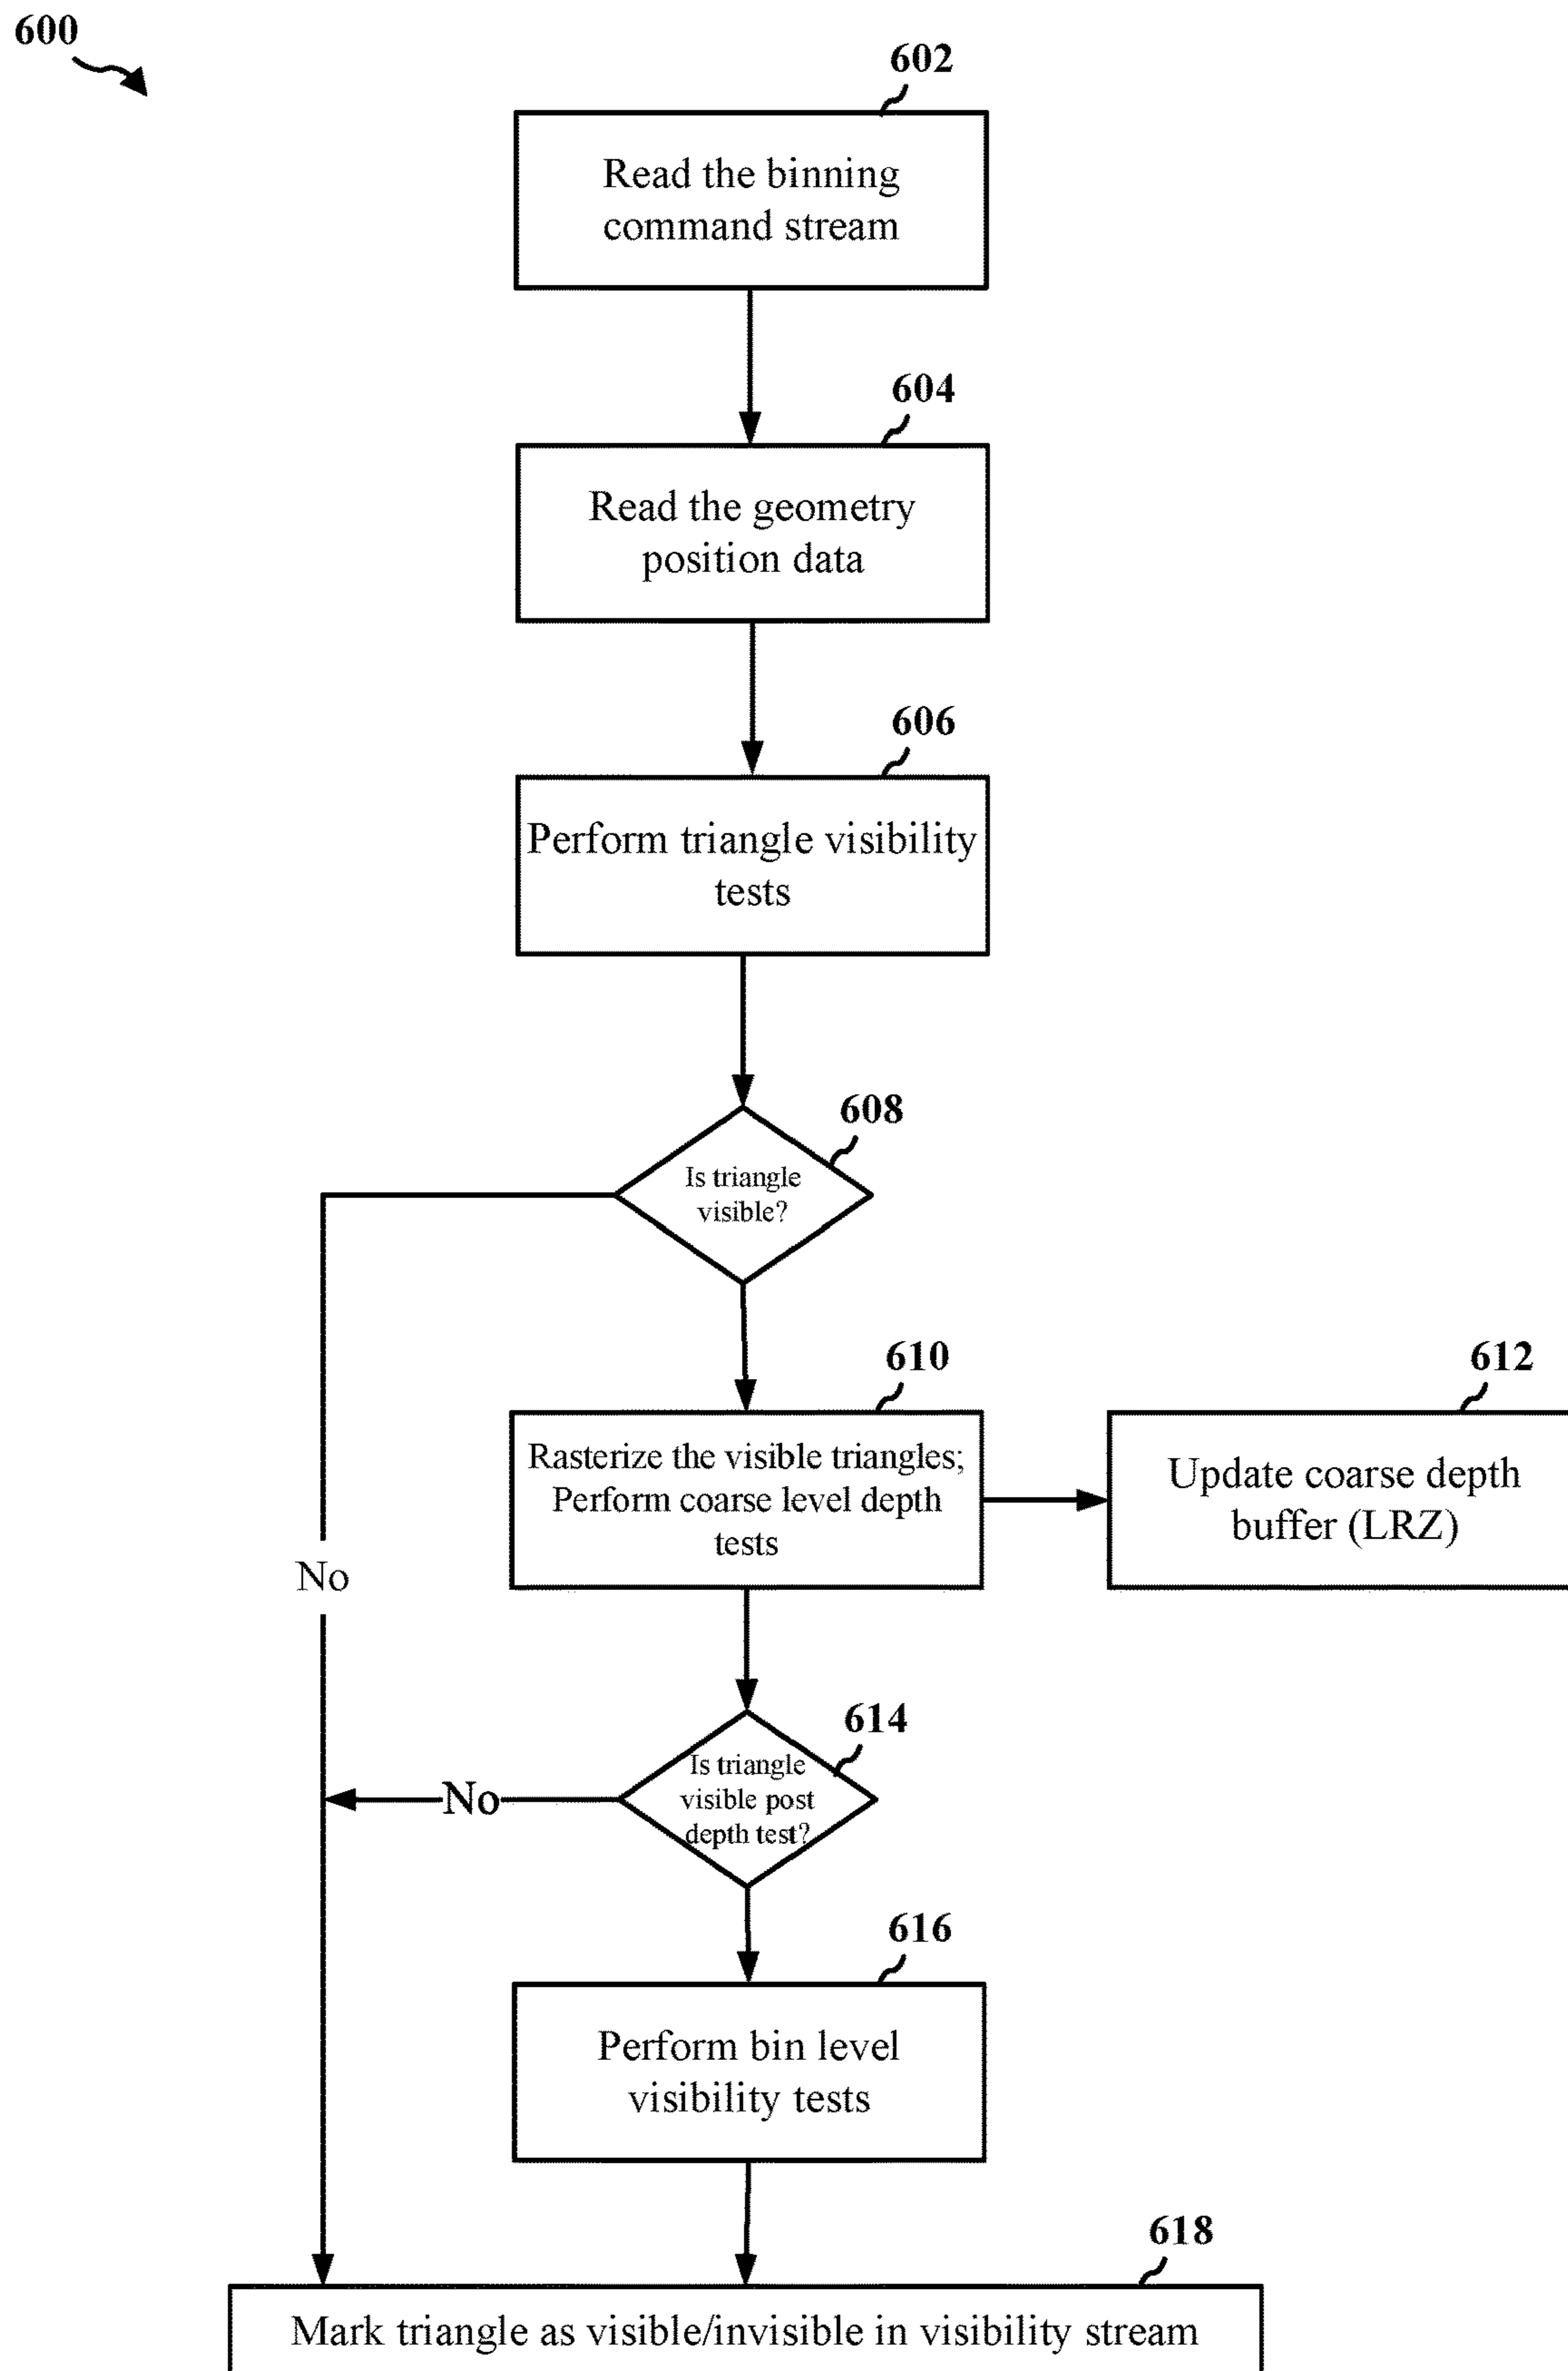 600
602
Read the binning
command stream
604
Read the geometry
position data
606
Perform triangle visibility
tests
608
Is triangle
visible?
610
Rasterize the visible triangles;
Perform coarse level depth
tests
612
Update coarse depth
buffer (LRZ)
No
614
Is triangle
visible post
depth test?
No
616
Perform bin level
visibility tests
618
Mark triangle as visible/invisible in visibility stream